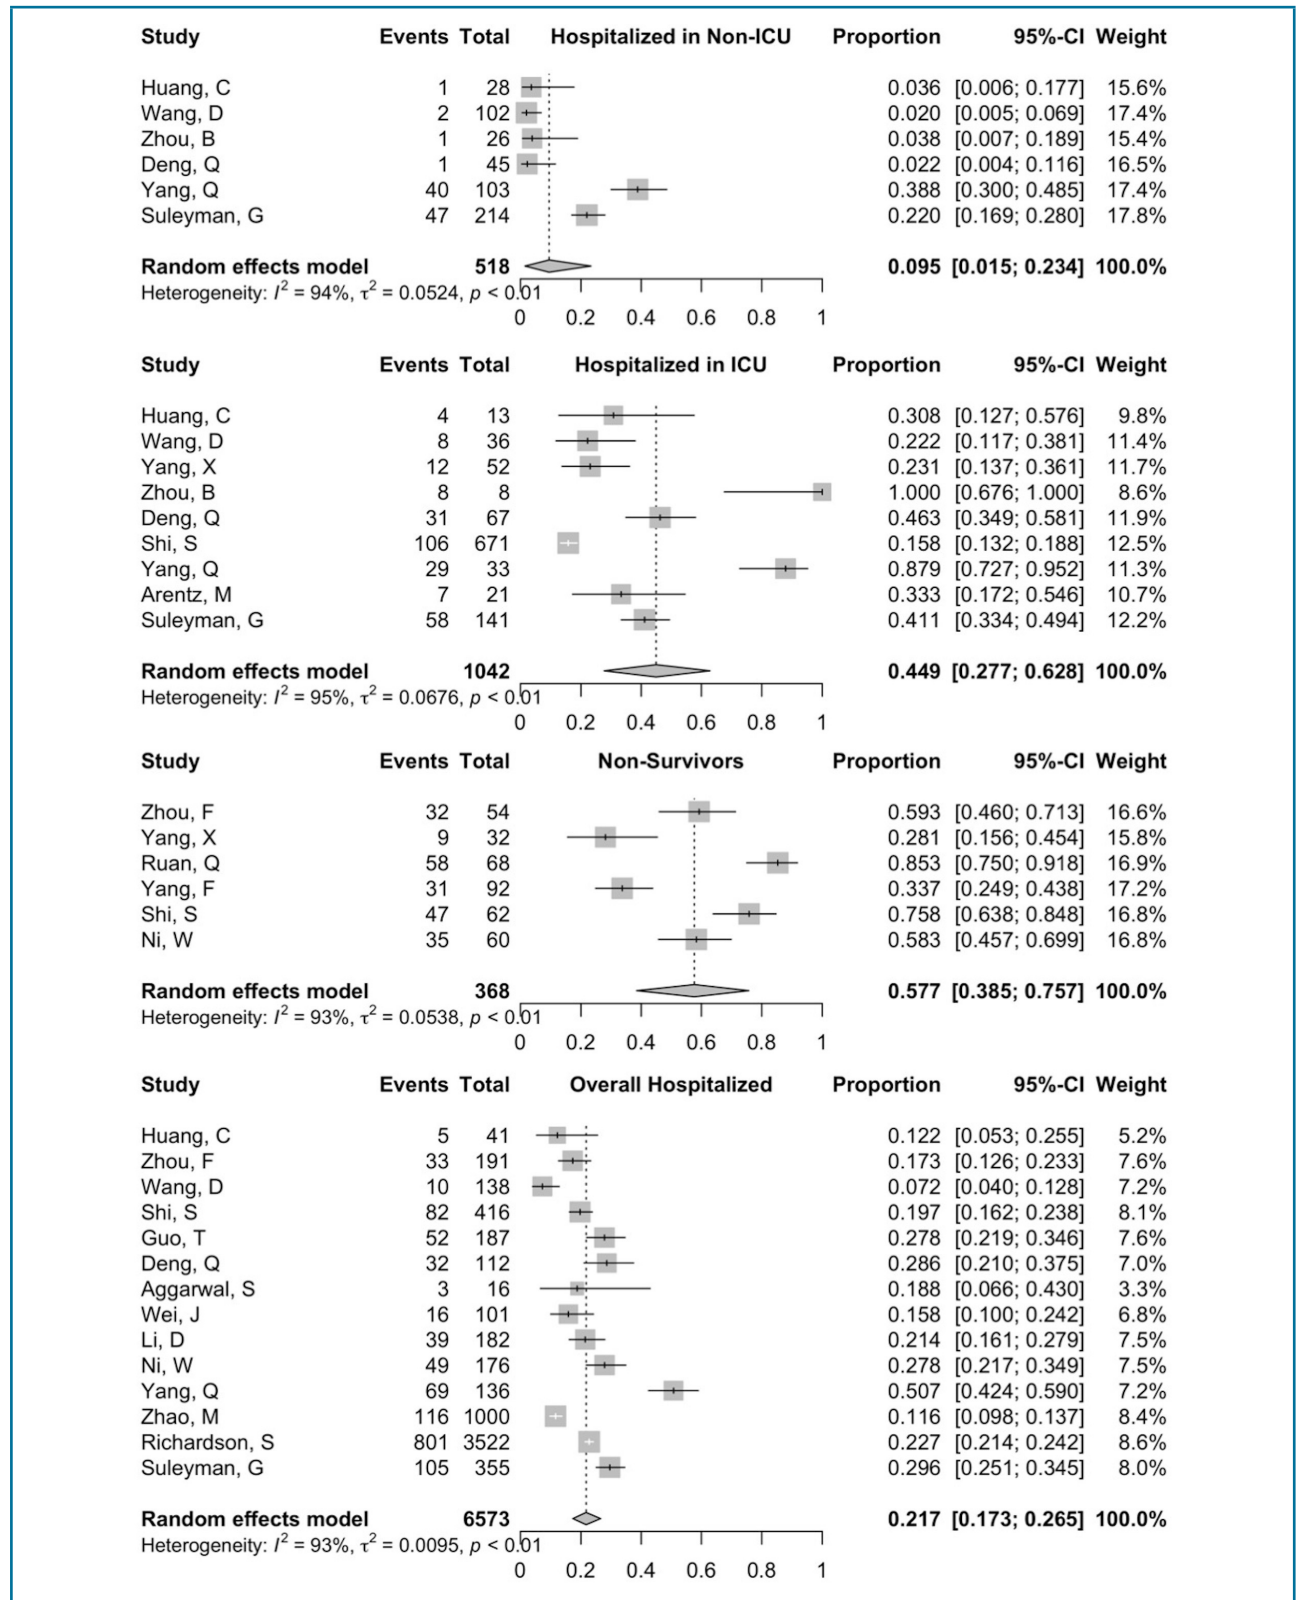 Study Events Total Hospitalized in Non-ICU Proportion 95%-CI Weight
Huang, C 1 28 0.036 [0.006; 0.177] 15.6%
Wang, D 2 102 0.020 [0.005; 0.069] 17.4%
Zhou, B 1 26 0.038 [0.007; 0.189] 15.4%
Deng, Q 1 45 0.022 [0.004; 0.116] 16.5%
Yang, Q 40 103 0.388 [0.300; 0.485] 17.4%
Suleyman, G 47 214 0.220 [0.169; 0.280] 17.8%
Random effects model 518 0.095 [0.015; 0.234] 100.0%
Heterogeneity: I² = 94%, τ² = 0.0524, p < 0.01
0 0.2 0.4 0.6 0.8 1
Study Events Total Hospitalized in ICU Proportion 95%-CI Weight
Huang, C 4 13 0.308 [0.127; 0.576] 9.8%
Wang, D 8 36 0.222 [0.117; 0.381] 11.4%
Yang, X 12 52 0.231 [0.137; 0.361] 11.7%
Zhou, B 8 8 1.000 [0.676; 1.000] 8.6%
Deng, Q 31 67 0.463 [0.349; 0.581] 11.9%
Shi, S 106 671 0.158 [0.132; 0.188] 12.5%
Yang, Q 29 33 0.879 [0.727; 0.952] 11.3%
Arentz, M 7 21 0.333 [0.172; 0.546] 10.7%
Suleyman, G 58 141 0.411 [0.334; 0.494] 12.2%
Random effects model 1042 0.449 [0.277; 0.628] 100.0%
Heterogeneity: I² = 95%, τ² = 0.0676, p < 0.01
0 0.2 0.4 0.6 0.8 1
Study Events Total Non-Survivors Proportion 95%-CI Weight
Zhou, F 32 54 0.593 [0.460; 0.713] 16.6%
Yang, X 9 32 0.281 [0.156; 0.454] 15.8%
Ruan, Q 58 68 0.853 [0.750; 0.918] 16.9%
Yang, F 31 92 0.337 [0.249; 0.438] 17.2%
Shi, S 47 62 0.758 [0.638; 0.848] 16.8%
Ni, W 35 60 0.583 [0.457; 0.699] 16.8%
Random effects model 368 0.577 [0.385; 0.757] 100.0%
Heterogeneity: I² = 93%, τ² = 0.0538, p < 0.01
0 0.2 0.4 0.6 0.8 1
Study Events Total Overall Hospitalized Proportion 95%-CI Weight
Huang, C 5 41 0.122 [0.053; 0.255] 5.2%
Zhou, F 33 191 0.173 [0.126; 0.233] 7.6%
Wang, D 10 138 0.072 [0.040; 0.128] 7.2%
Shi, S 82 416 0.197 [0.162; 0.238] 8.1%
Guo, T 52 187 0.278 [0.219; 0.346] 7.6%
Deng, Q 32 112 0.286 [0.210; 0.375] 7.0%
Aggarwal, S 3 16 0.188 [0.066; 0.430] 3.3%
Wei, J 16 101 0.158 [0.100; 0.242] 6.8%
Li, D 39 182 0.214 [0.161; 0.279] 7.5%
Ni, W 49 176 0.278 [0.217; 0.349] 7.5%
Yang, Q 69 136 0.507 [0.424; 0.590] 7.2%
Zhao, M 116 1000 0.116 [0.098; 0.137] 8.4%
Richardson, S 801 3522 0.227 [0.214; 0.242] 8.6%
Suleyman, G 105 355 0.296 [0.251; 0.345] 8.0%
Random effects model 6573 0.217 [0.173; 0.265] 100.0%
Heterogeneity: I² = 93%, τ² = 0.0095, p < 0.01
0 0.2 0.4 0.6 0.8 1